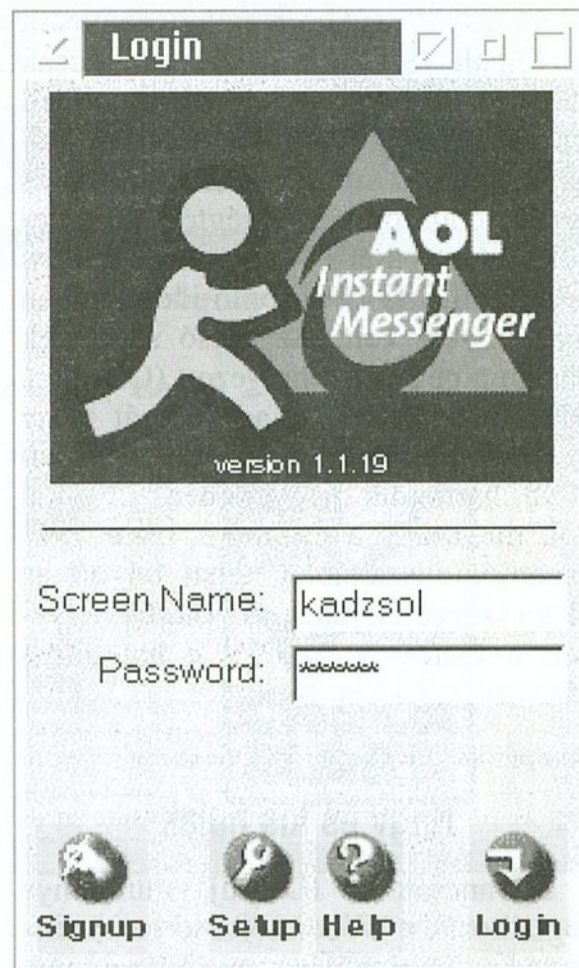 Login
AOL
Instant
Messenger
version 1.1.19
Screen Name: kadzsol
Password: *******
Signup Setup Help Login